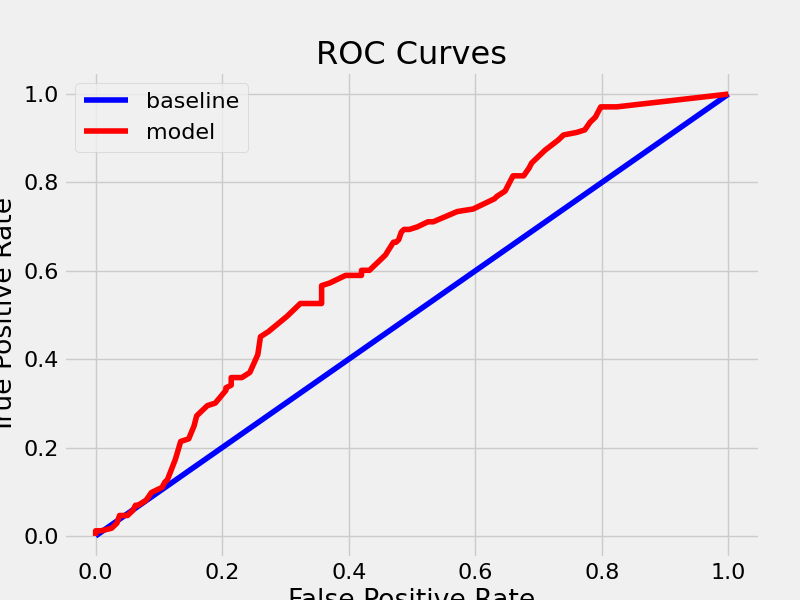 ROC Curves
baseline
model
1.0
0.8
0.6
0.4
0.2
0.0
True Positive Rate
0.0 0.2 0.4 0.6 0.8 1.0
False Positive Rate